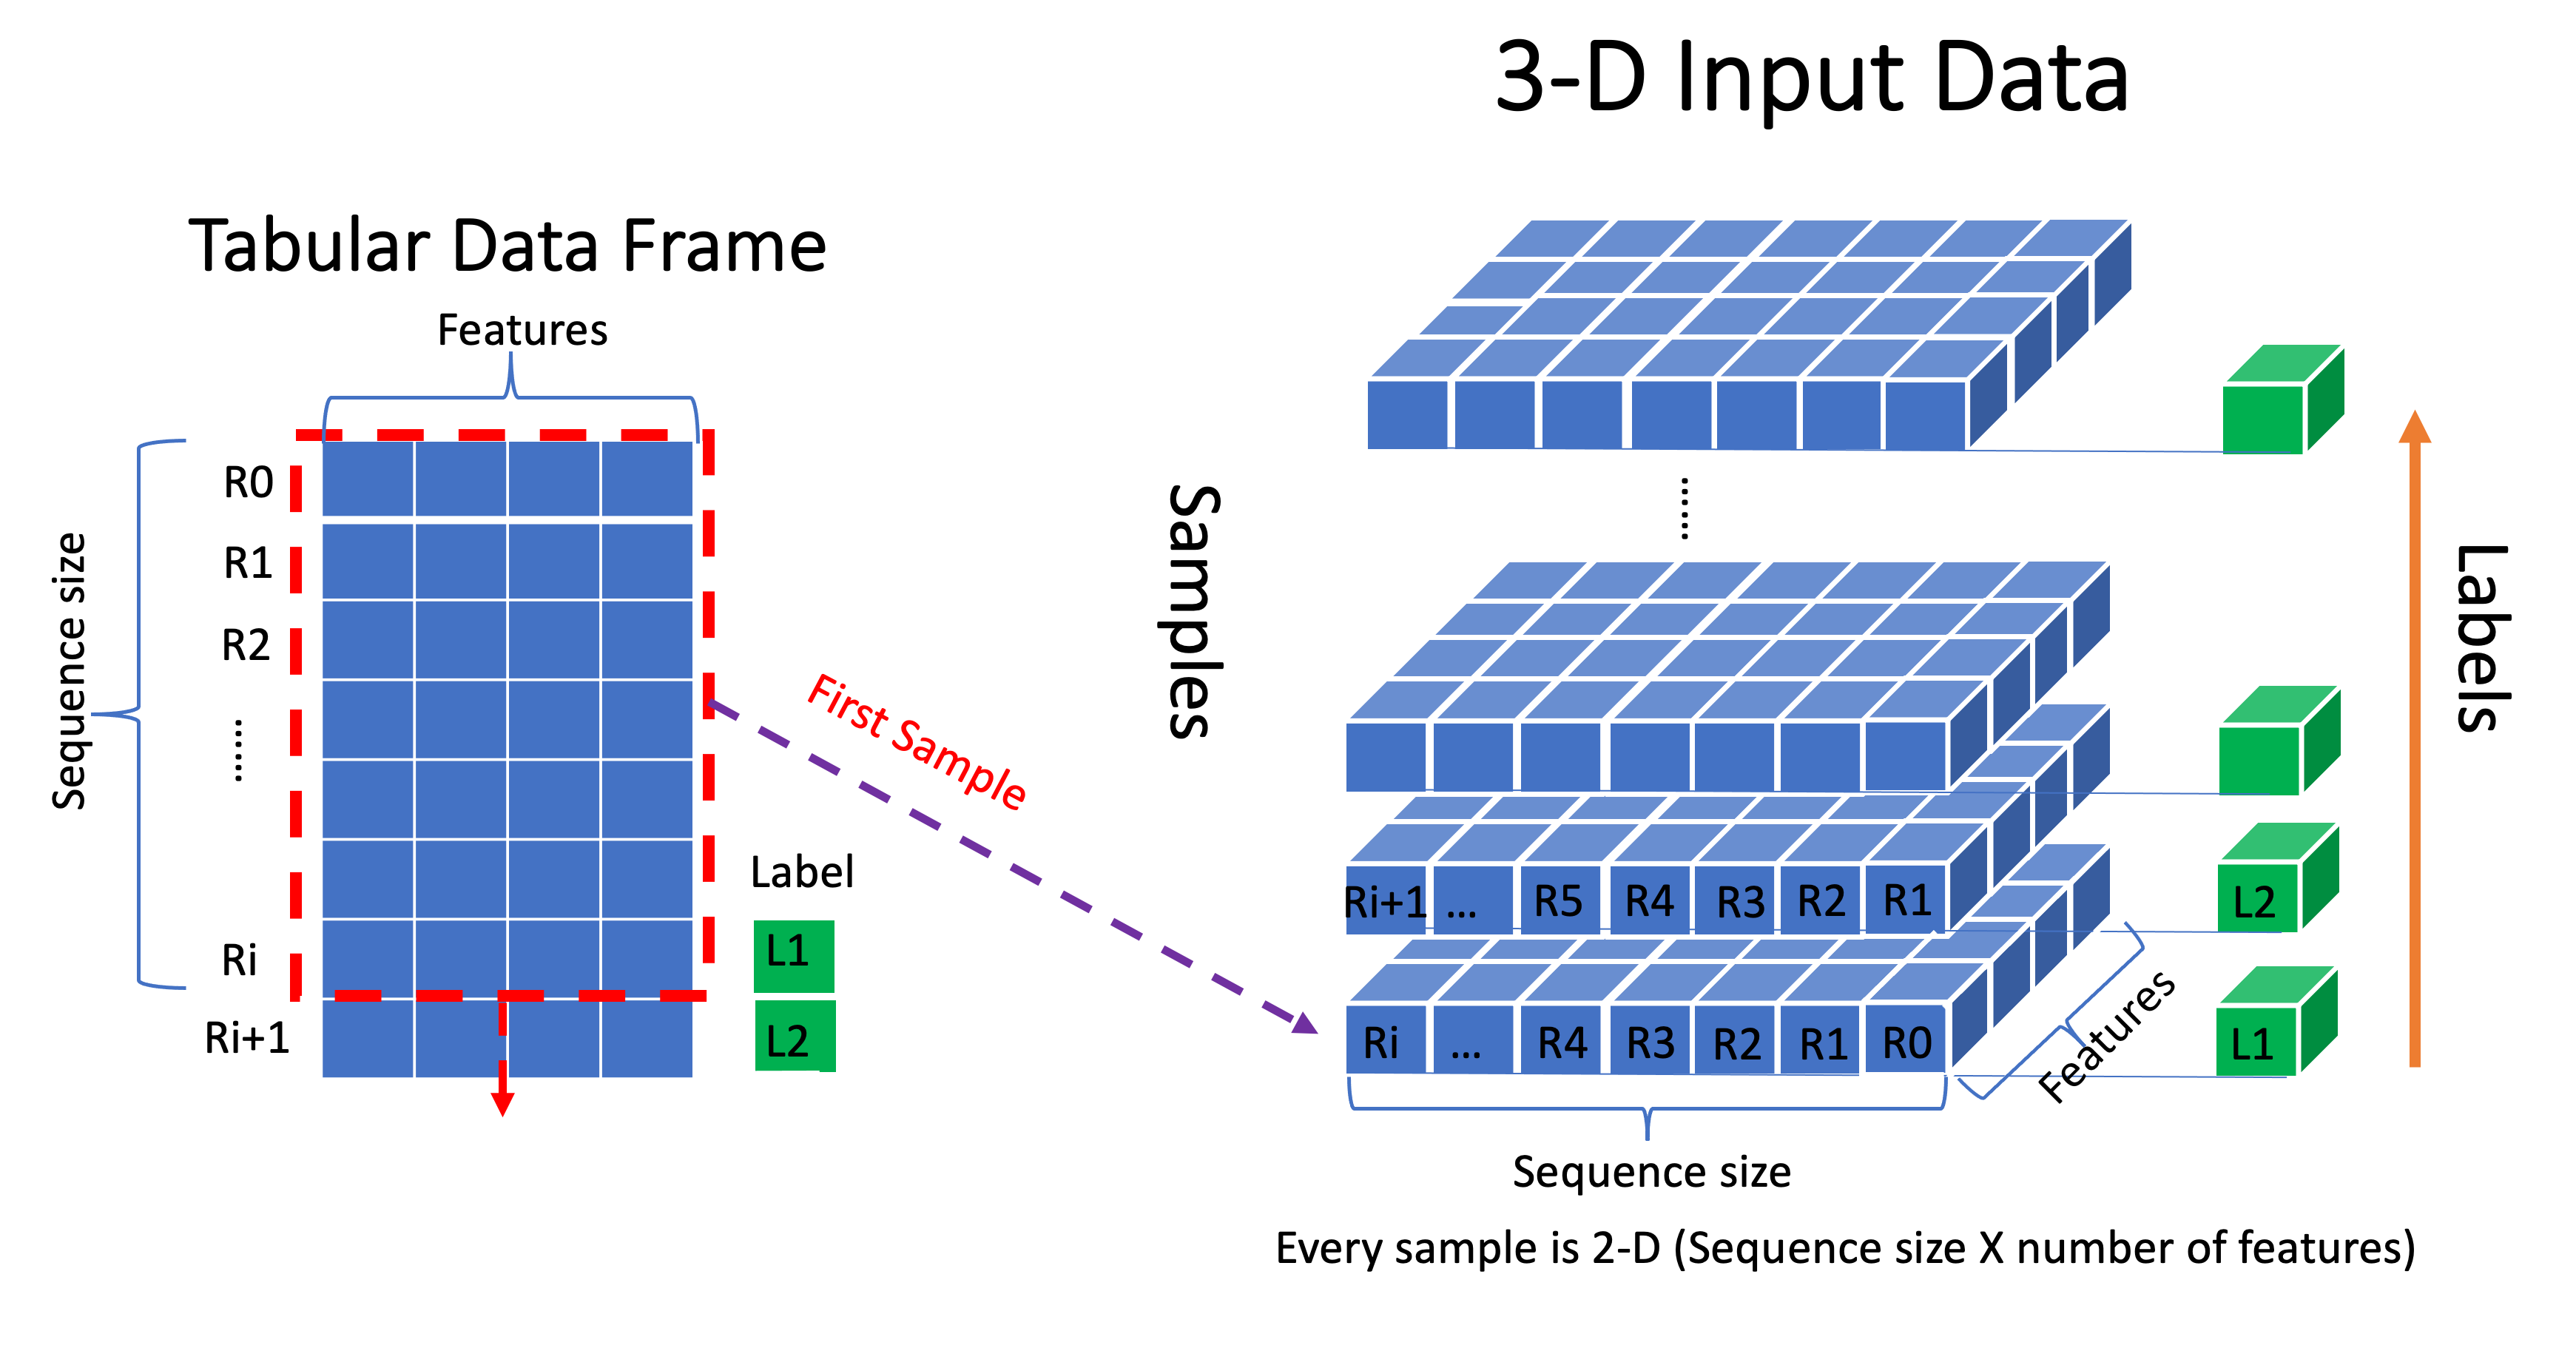 3-D Input Data
Tabular Data Frame
Features
Sequence size
R0
R1
R2
......
Ri
Ri+1
Label
L1
L2
First Sample
Samples
......
Labels
Ri+1 ... R5 R4 R3 R2 R1
L2
Ri ... R4 R3 R2 R1 R0
L1
Features
Sequence size
Every sample is 2-D (Sequence size X number of features)